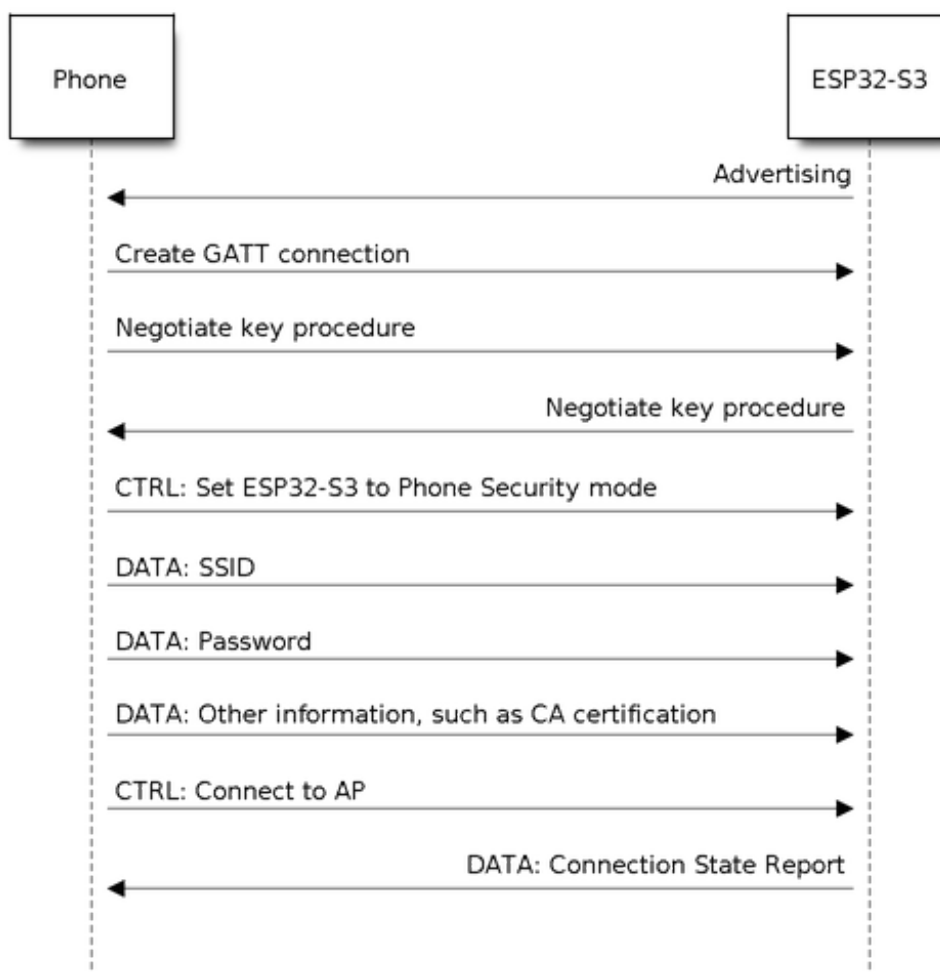 Phone
ESP32-S3
Advertising
Create GATT connection
Negotiate key procedure
Negotiate key procedure
CTRL: Set ESP32-S3 to Phone Security mode
DATA: SSID
DATA: Password
DATA: Other information, such as CA certification
CTRL: Connect to AP
DATA: Connection State Report